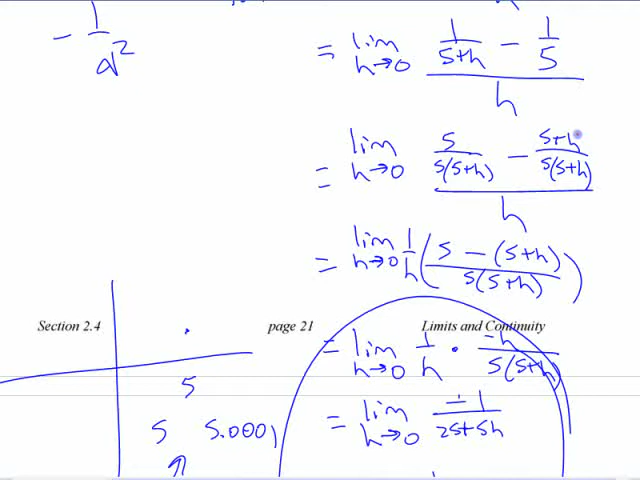 - 1/a²
= lim h→0 (1/(5+h) - 1/5)/h
= lim h→0 (5/(5(5+h)) - (5+h)/(5(5+h)))/h
= lim h→0 1/h ((5 - (5+h))/(5(5+h)))
Section 2.4 page 21 Limits and Continuity
= lim h→0 1/h · -h/(5(5+h))
5
= lim h→0 -1/(25+5h)
5 5.0001